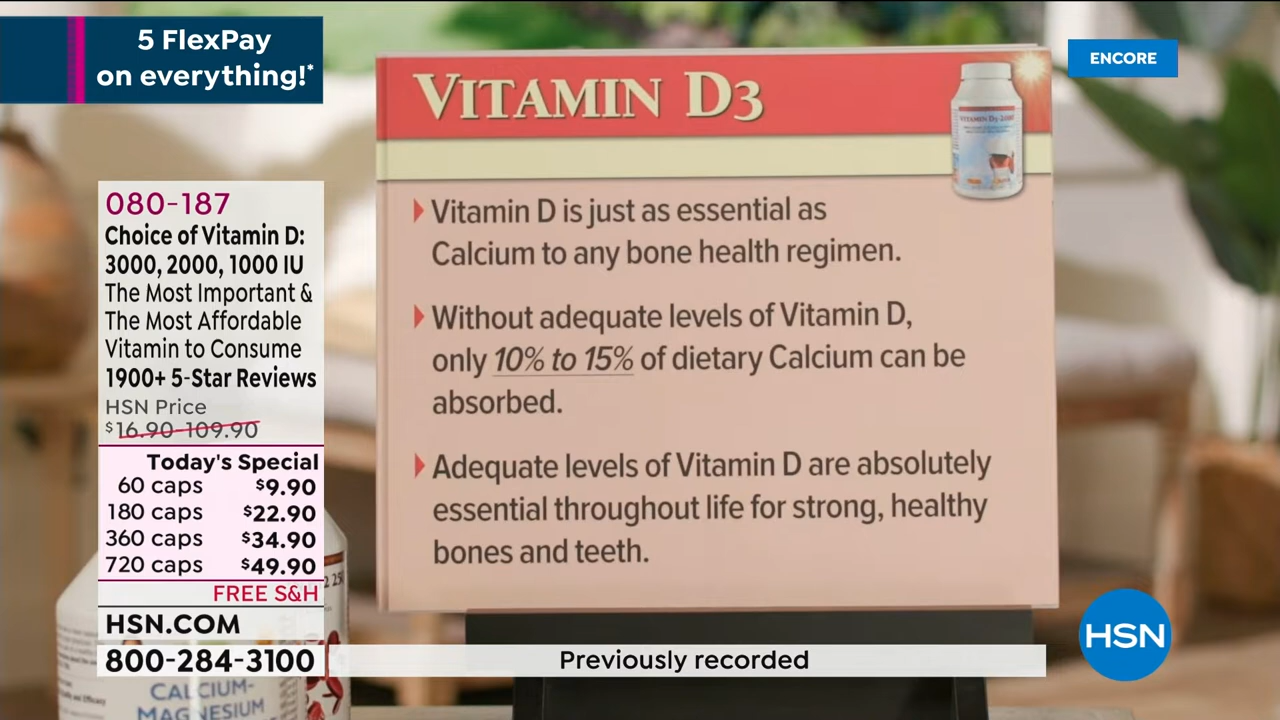 5 FlexPay
on everything!*
ENCORE
VITAMIN D3
VITAMIN D3-2000
Vitamin D is just as essential as
Calcium to any bone health regimen.
Without adequate levels of Vitamin D,
only 10% to 15% of dietary Calcium can be
absorbed.
Adequate levels of Vitamin D are absolutely
essential throughout life for strong, healthy
bones and teeth.
080-187
Choice of Vitamin D:
3000, 2000, 1000 IU
The Most Important &
The Most Affordable
Vitamin to Consume
1900+ 5-Star Reviews
HSN Price
$16.90-109.90
Today's Special
60 caps $9.90
180 caps $22.90
360 caps $34.90
720 caps $49.90
FREE S&H
HSN.COM
800-284-3100
Previously recorded
HSN
CALCIUM-
MAGNESIUM